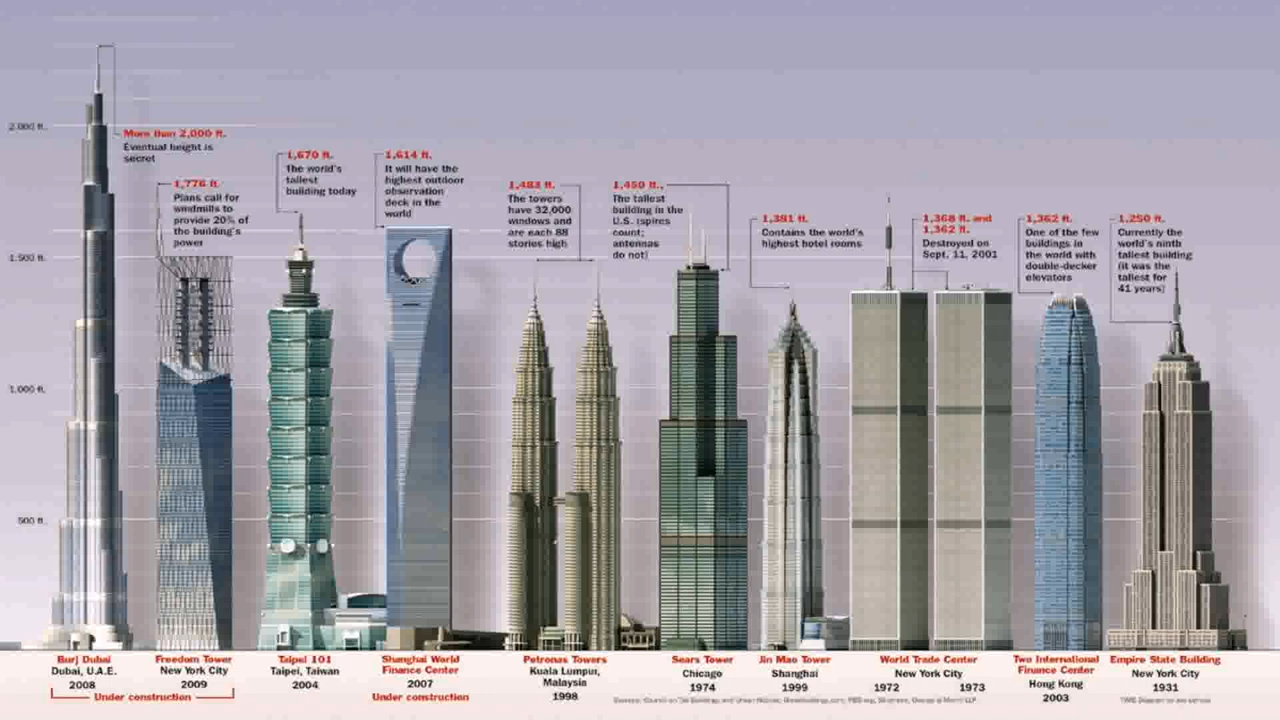 2,000 ft.
1,500 ft.
1,000 ft.
500 ft.
More than 2,000 ft.
Eventual height is
secret
1,776 ft.
Plans call for
windmills to
provide 20% of
the building's
power
1,670 ft.
The world's
tallest
building today
1,614 ft.
It will have the
highest outdoor
observation
deck in the
world
1,483 ft.
The towers
have 32,000
windows and
are each 88
stories high
1,450 ft.,
The tallest
building in the
U.S. (spires
count;
antennas
do not)
1,381 ft.
Contains the world's
highest hotel rooms
1,368 ft. and
1,362 ft.
Destroyed on
Sept. 11, 2001
1,362 ft.
One of the few
buildings in
the world with
double-decker
elevators
1,250 ft.
Currently the
world's ninth
tallest building
(it was the
tallest for
41 years)
Burj Dubai
Dubai, U.A.E.
2008
Freedom Tower
New York City
2009
Under construction
Taipei 101
Taipei, Taiwan
2004
Shanghai World
Finance Center
2007
Under construction
Petronas Towers
Kuala Lumpur,
Malaysia
1998
Sears Tower
Chicago
1974
Jin Mao Tower
Shanghai
1999
World Trade Center
New York City
1972 1973
Two International
Finance Center
Hong Kong
2003
Empire State Building
New York City
1931